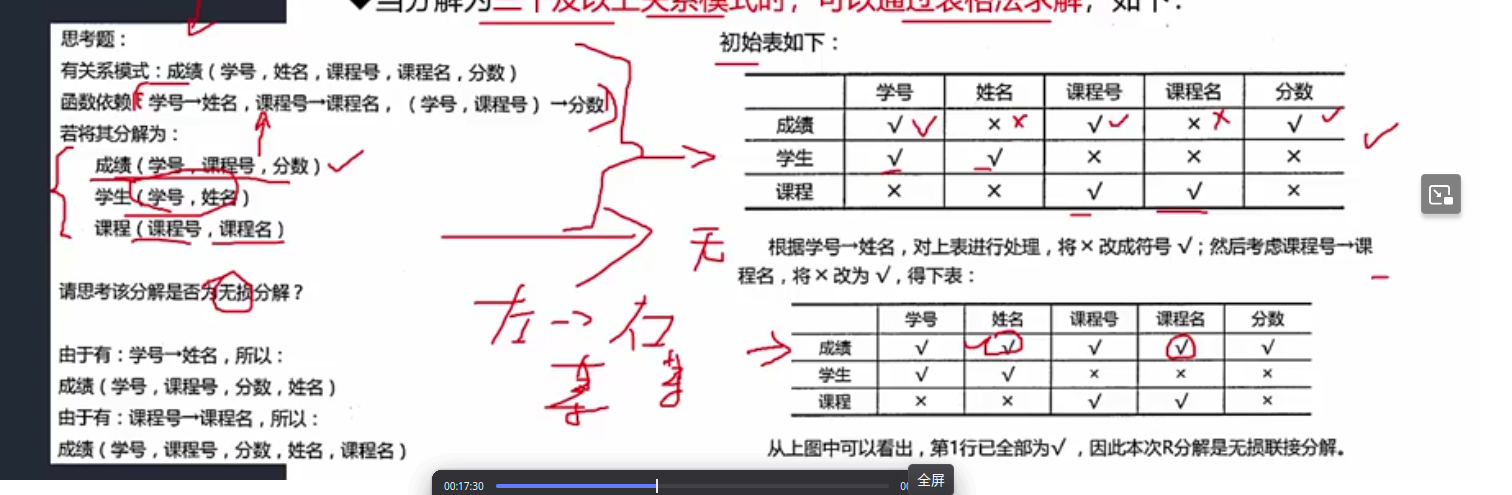 ◆当分解为三个及以上关系模式时，可以通过表格法求解，如下：
思考题：
有关系模式：成绩（学号，姓名，课程号，课程名，分数）
函数依赖：学号→姓名，课程号→课程名，（学号，课程号）→分数
若将其分解为：
成绩（学号，课程号，分数）
学生（学号，姓名）
课程（课程号，课程名）
请思考该分解是否为无损分解？
由于有：学号→姓名，所以：
成绩（学号，课程号，分数，姓名）
由于有：课程号→课程名，所以：
成绩（学号，课程号，分数，姓名，课程名）
无
左->右
初始表如下：
学号 姓名 课程号 课程名 分数
成绩 √ × √ × √
学生 √ √ × × ×
课程 × × √ √ ×
根据学号→姓名，对上表进行处理，将×改成符号√；然后考虑课程号→课
程名，将×改为√，得下表：
学号 姓名 课程号 课程名 分数
成绩 √ √ √ √ √
学生 √ √ × × ×
课程 × × √ √ ×
从上图中可以看出，第1行已全部为√，因此本次R分解是无损联接分解。
00:17:30
全屏